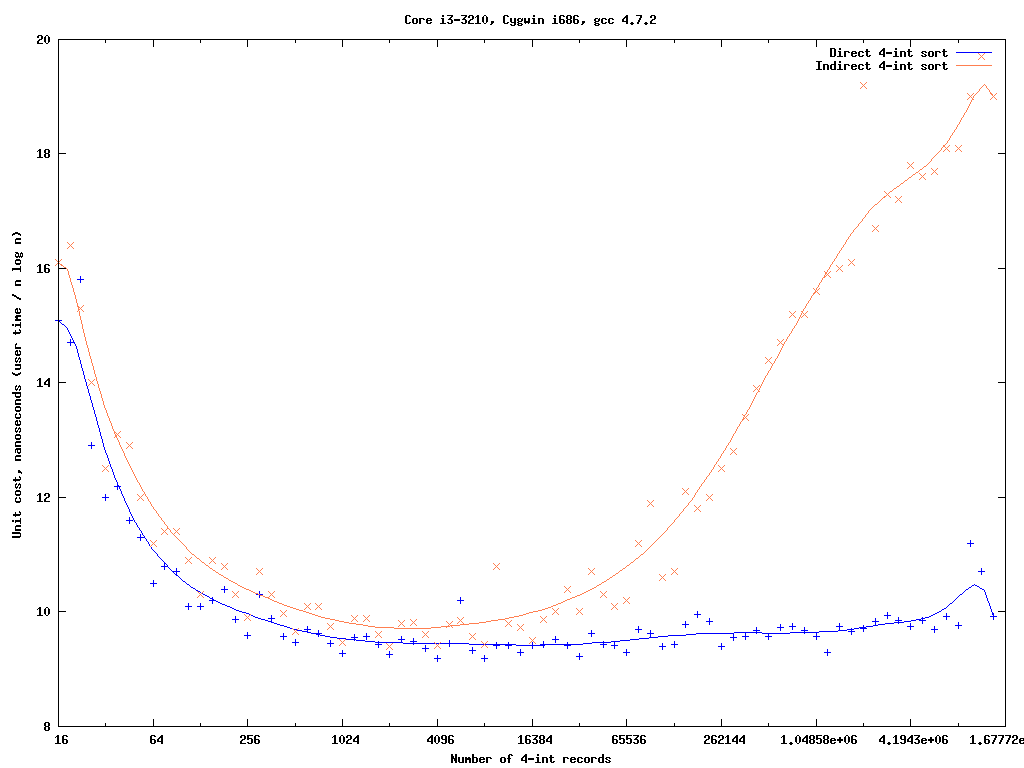 Core i3-3210, Cygwin i686, gcc 4.7.2
Direct 4-int sort
Indirect 4-int sort
Unit cost, nanoseconds (user time / n log n)
20
18
16
14
12
10
8
16 64 256 1024 4096 16384 65536 262144 1.04858e+06 4.1943e+06 1.67772e
Number of 4-int records